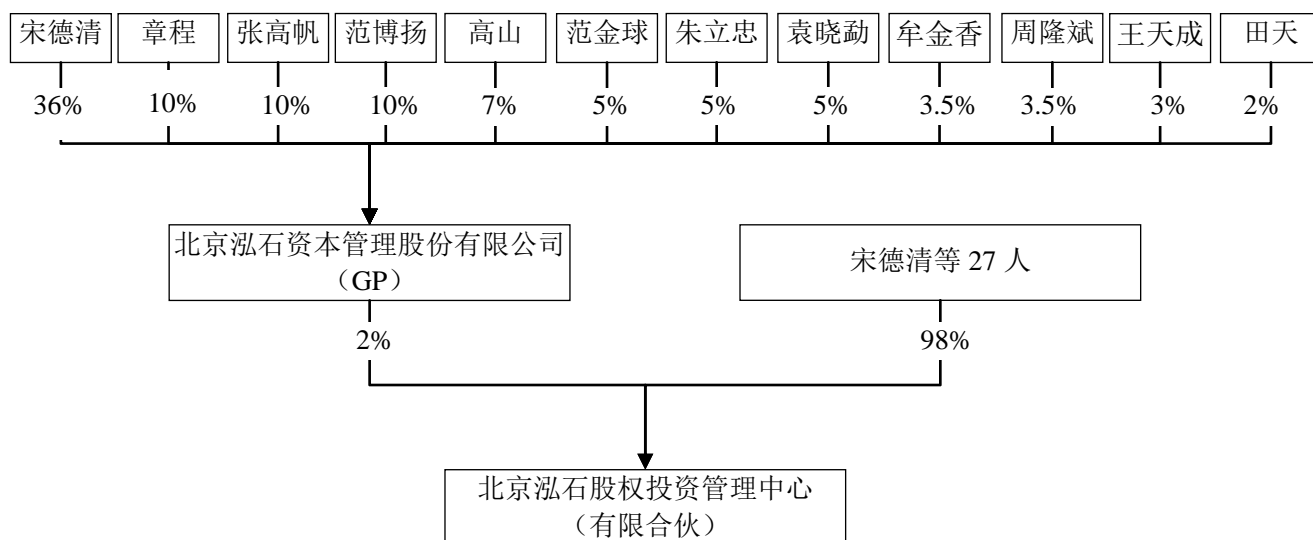 宋德清 章程 张高帆 范博扬 高山 范金球 朱立忠 袁晓勐 牟金香 周隆斌 王天成 田天
36% 10% 10% 10% 7% 5% 5% 5% 3.5% 3.5% 3% 2%
北京泓石资本管理股份有限公司
（GP）
宋德清等 27 人
2% 98%
北京泓石股权投资管理中心
（有限合伙）